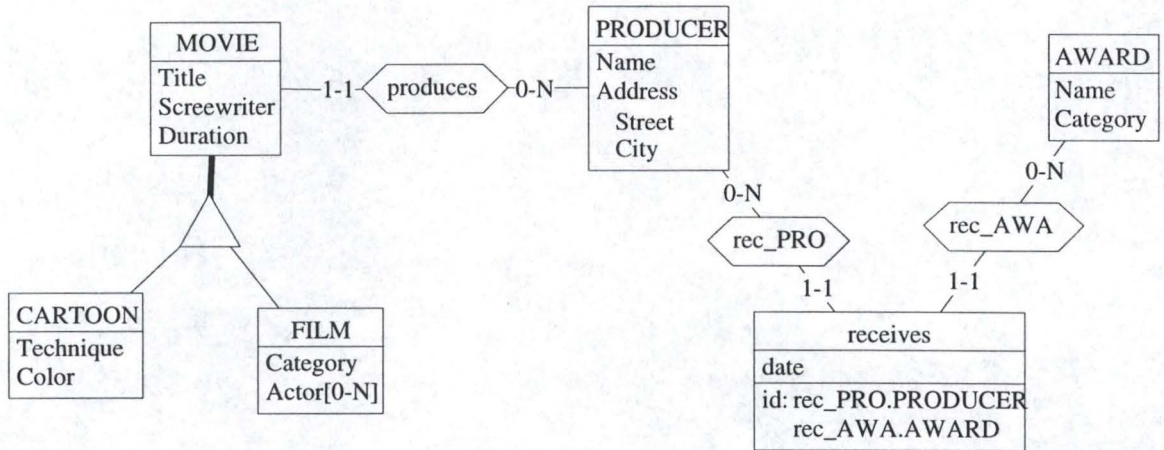 MOVIE
Title
Screewriter
Duration
1-1
produces
0-N
PRODUCER
Name
Address
Street
City
AWARD
Name
Category
0-N
rec_PRO
1-1
0-N
rec_AWA
1-1
CARTOON
Technique
Color
FILM
Category
Actor[0-N]
receives
date
id: rec_PRO.PRODUCER
rec_AWA.AWARD